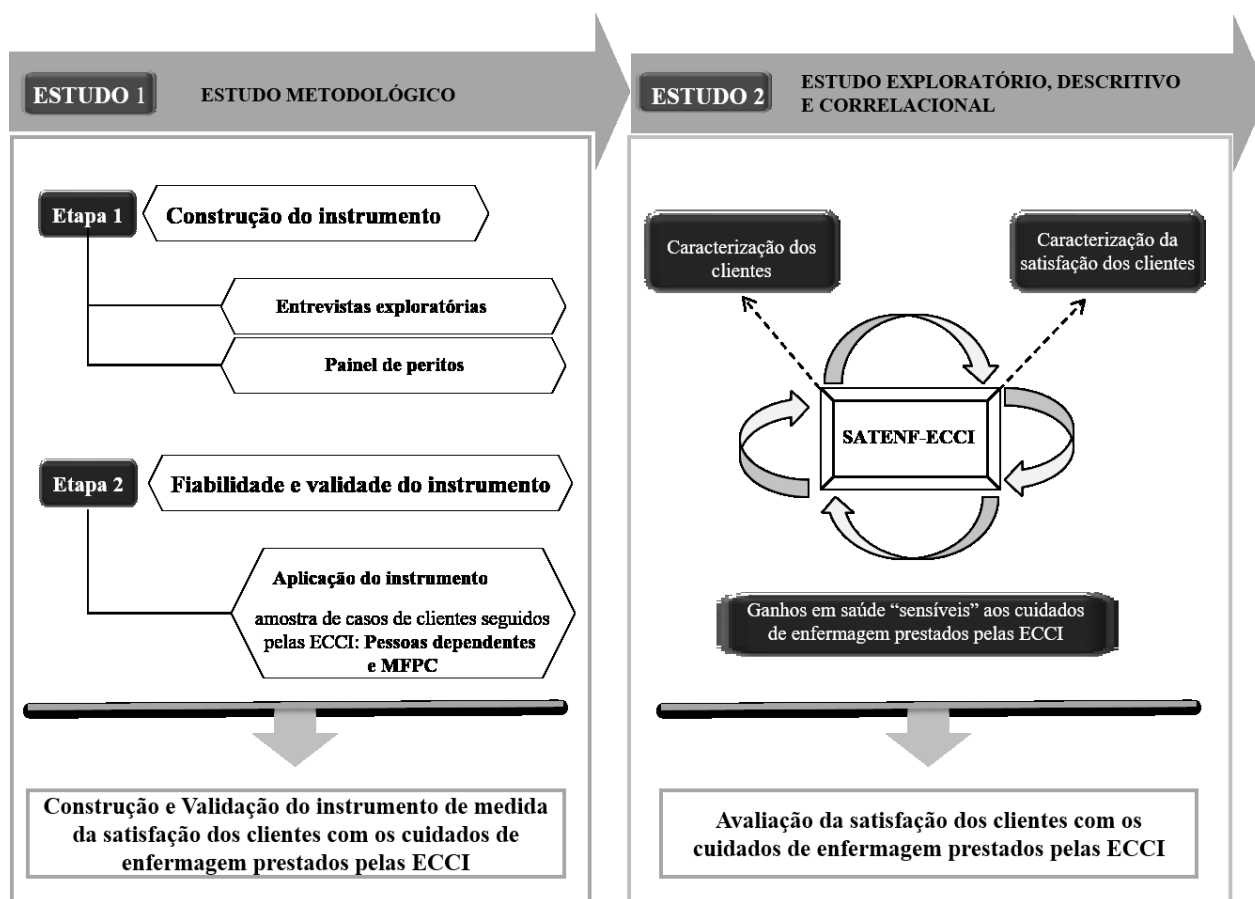 ESTUDO 1
ESTUDO METODOLÓGICO
Etapa 1
Construção do instrumento
Entrevistas exploratórias
Painel de peritos
Etapa 2
Fiabilidade e validade do instrumento
Aplicação do instrumento
amostra de casos de clientes seguidos
pelas ECCI: Pessoas dependentes
e MFPC
Construção e Validação do instrumento de medida
da satisfação dos clientes com os cuidados de
enfermagem prestados pelas ECCI
ESTUDO 2
ESTUDO EXPLORATÓRIO, DESCRITIVO
E CORRELACIONAL
Caracterização dos
clientes
Caracterização da
satisfação dos clientes
SATENF-ECCI
Ganhos em saúde “sensíveis” aos cuidados
de enfermagem prestados pelas ECCI
Avaliação da satisfação dos clientes com os
cuidados de enfermagem prestados pelas ECCI